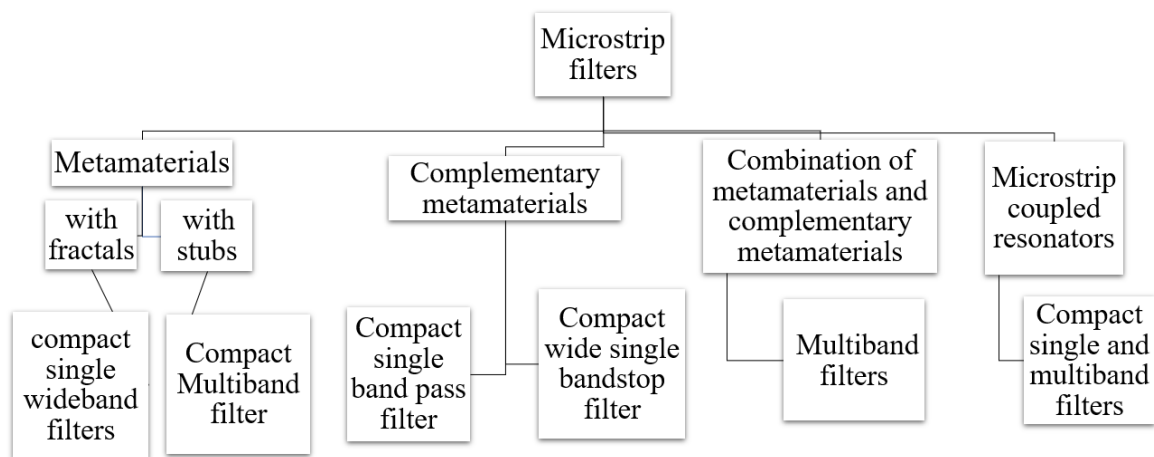 Microstrip
filters
Metamaterials
with
fractals
with
stubs
compact
single
wideband
filters
Compact
Multiband
filter
Complementary
metamaterials
Compact
single
band pass
filter
Compact
wide single
bandstop
filter
Combination of
metamaterials and
complementary
metamaterials
Multiband
filters
Microstrip
coupled
resonators
Compact
single and
multiband
filters